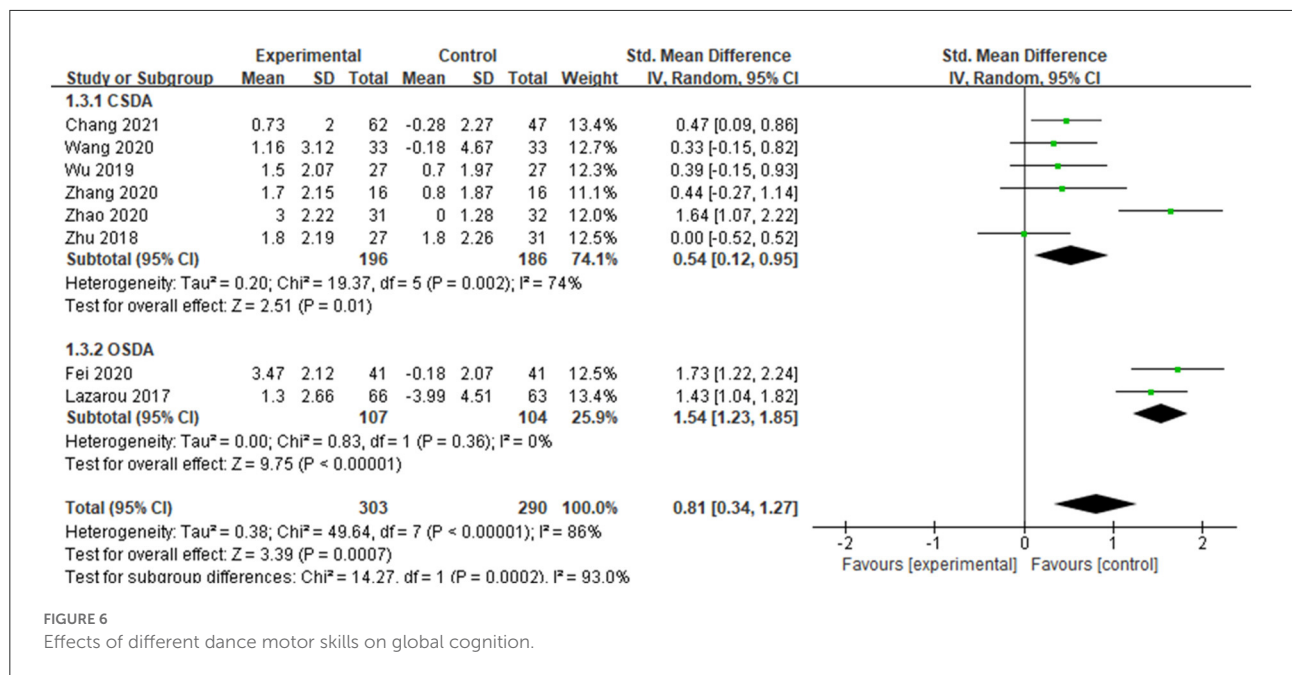 Experimental Control Std. Mean Difference Std. Mean Difference
Study or Subgroup Mean SD Total Mean SD Total Weight IV, Random, 95% CI IV, Random, 95% CI
1.3.1 CSDA
Chang 2021 0.73 2 62 -0.28 2.27 47 13.4% 0.47 [0.09, 0.86]
Wang 2020 1.16 3.12 33 -0.18 4.67 33 12.7% 0.33 [-0.15, 0.82]
Wu 2019 1.5 2.07 27 0.7 1.97 27 12.3% 0.39 [-0.15, 0.93]
Zhang 2020 1.7 2.15 16 0.8 1.87 16 11.1% 0.44 [-0.27, 1.14]
Zhao 2020 3 2.22 31 0 1.28 32 12.0% 1.64 [1.07, 2.22]
Zhu 2018 1.8 2.19 27 1.8 2.26 31 12.5% 0.00 [-0.52, 0.52]
Subtotal (95% CI) 196 186 74.1% 0.54 [0.12, 0.95]
Heterogeneity: Tau² = 0.20; Chi² = 19.37, df = 5 (P = 0.002); I² = 74%
Test for overall effect: Z = 2.51 (P = 0.01)
1.3.2 OSDA
Fei 2020 3.47 2.12 41 -0.18 2.07 41 12.5% 1.73 [1.22, 2.24]
Lazarou 2017 1.3 2.66 66 -3.99 4.51 63 13.4% 1.43 [1.04, 1.82]
Subtotal (95% CI) 107 104 25.9% 1.54 [1.23, 1.85]
Heterogeneity: Tau² = 0.00; Chi² = 0.83, df = 1 (P = 0.36); I² = 0%
Test for overall effect: Z = 9.75 (P < 0.00001)
Total (95% CI) 303 290 100.0% 0.81 [0.34, 1.27]
Heterogeneity: Tau² = 0.38; Chi² = 49.64, df = 7 (P < 0.00001); I² = 86%
Test for overall effect: Z = 3.39 (P = 0.0007)
Test for subgroup differences: Chi² = 14.27, df = 1 (P = 0.0002), I² = 93.0%
-2 -1 0 1 2
Favours [experimental] Favours [control]
FIGURE 6
Effects of different dance motor skills on global cognition.